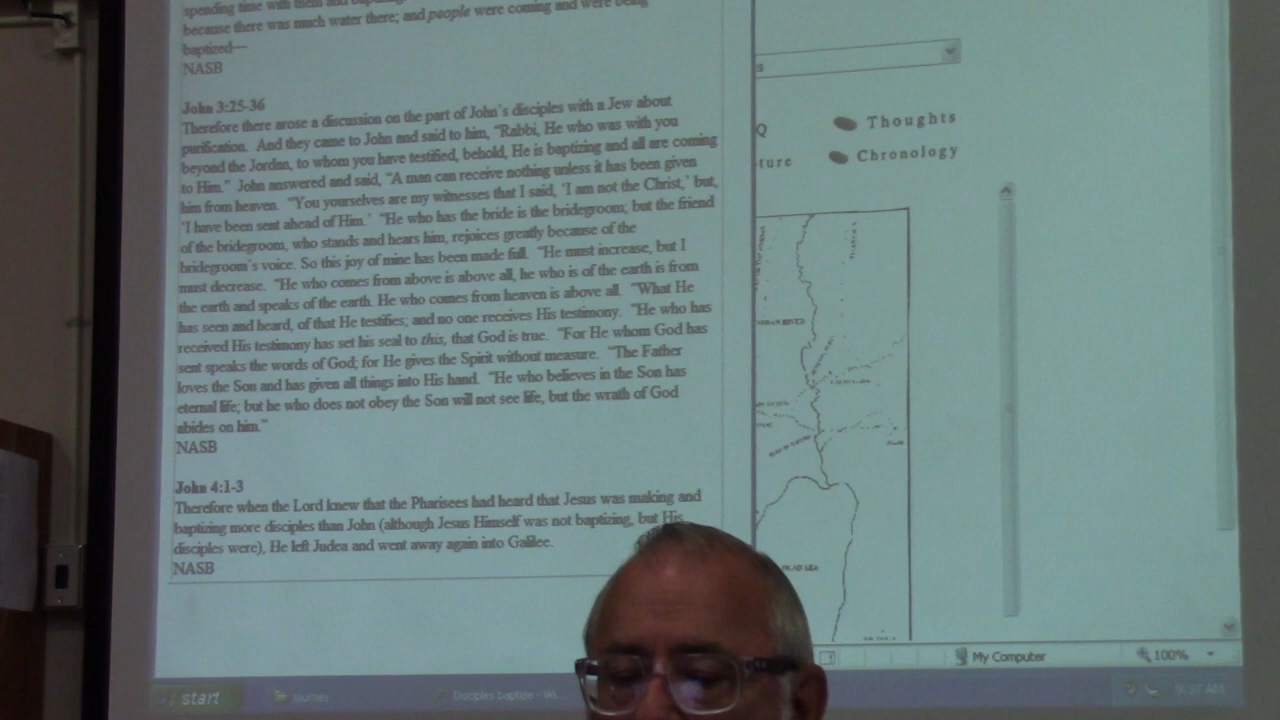 spending time with them and
because there was much water there; and people were coming and were being
baptized—
NASB
John 3:25-36
Therefore there arose a discussion on the part of John's disciples with a Jew about
purification. And they came to John and said to him, "Rabbi, He who was with you
beyond the Jordan, to whom you have testified, behold, He is baptizing and all are coming
to Him." John answered and said, "A man can receive nothing unless it has been given
him from heaven. "You yourselves are my witnesses that I said, 'I am not the Christ,' but,
'I have been sent ahead of Him.' "He who has the bride is the bridegroom; but the friend
of the bridegroom, who stands and hears him, rejoices greatly because of the
bridegroom's voice. So this joy of mine has been made full. "He must increase, but I
must decrease. "He who comes from above is above all, he who is of the earth is from
the earth and speaks of the earth. He who comes from heaven is above all. "What He
has seen and heard, of that He testifies; and no one receives His testimony. "He who has
received His testimony has set his seal to this, that God is true. "For He whom God has
sent speaks the words of God; for He gives the Spirit without measure. "The Father
loves the Son and has given all things into His hand. "He who believes in the Son has
eternal life; but he who does not obey the Son will not see life, but the wrath of God
abides on him."
NASB
John 4:1-3
Therefore when the Lord knew that the Pharisees had heard that Jesus was making and
baptizing more disciples than John (although Jesus Himself was not baptizing, but His
disciples were), He left Judea and went away again into Galilee.
NASB
s
Q
Thoughts
ture
Chronology
DEAD SEA
My Computer
100%
start
journey
Disciples baptize - Wi...
9:37 AM